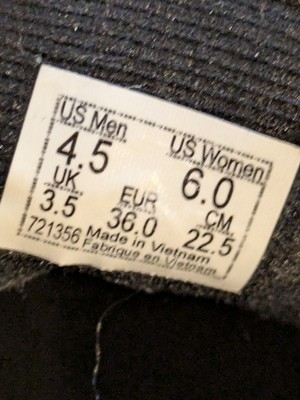 US Men US Women
4.5 6.0
UK EUR CM
3.5 36.0 22.5
721356 Made in Vietnam
Fabrique en Vietnam